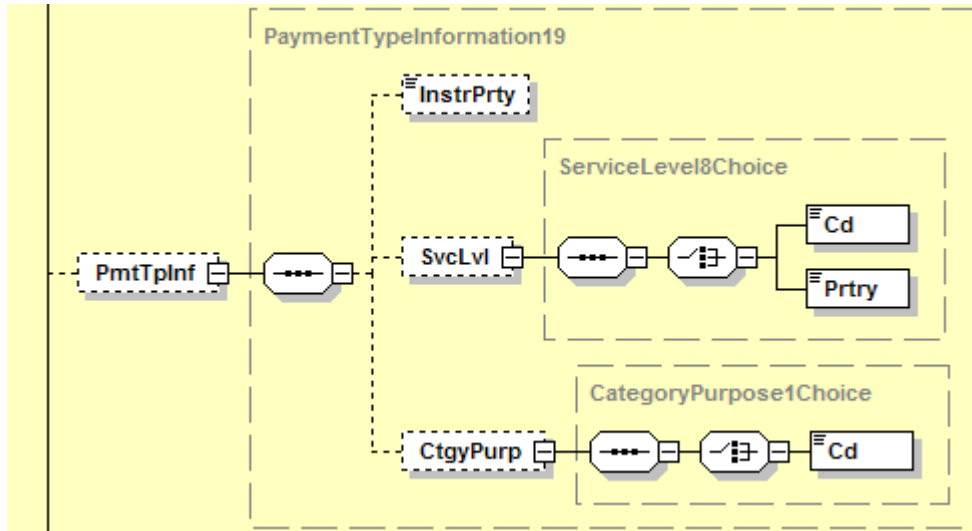 PaymentTypeInformation19
InstrPrty
ServiceLevel8Choice
Cd
PmtTpInf
SvcLvl
Prtry
CategoryPurpose1Choice
CtgyPurp
Cd